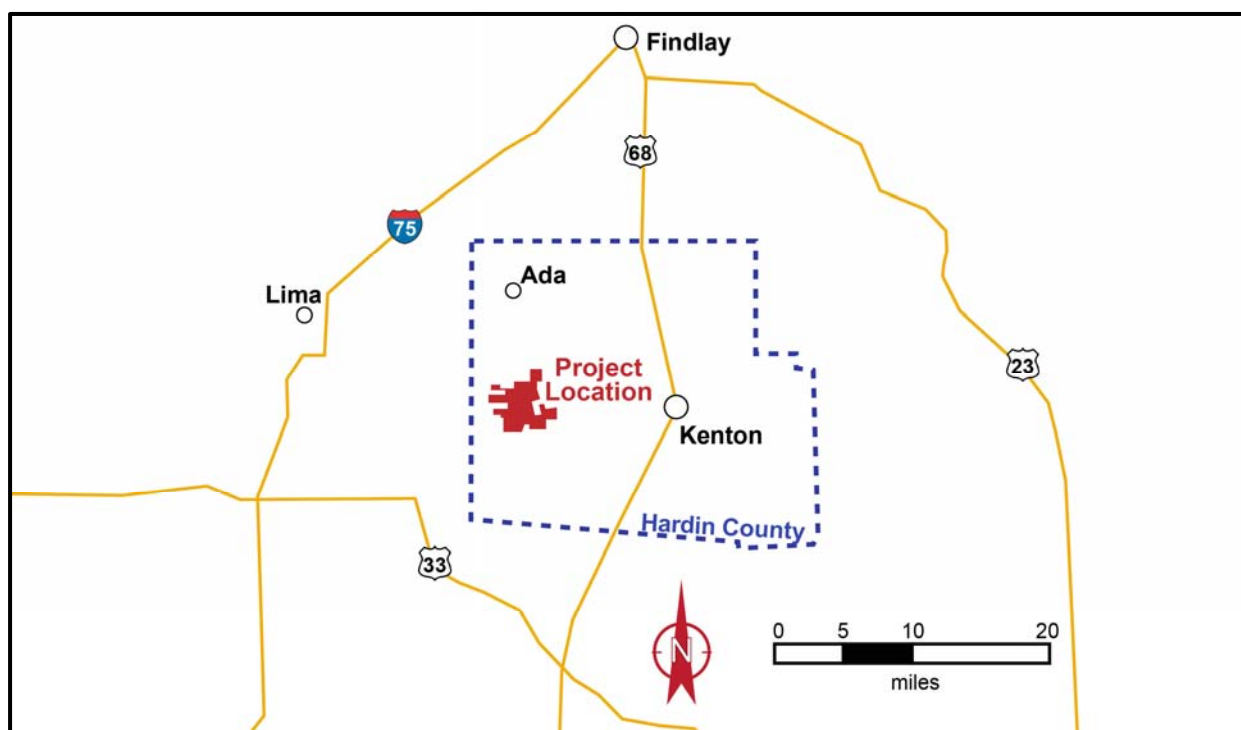 Findlay
68
75
Ada
Lima
Project
Location
23
Kenton
Hardin County
33
N
0 5 10 20
miles